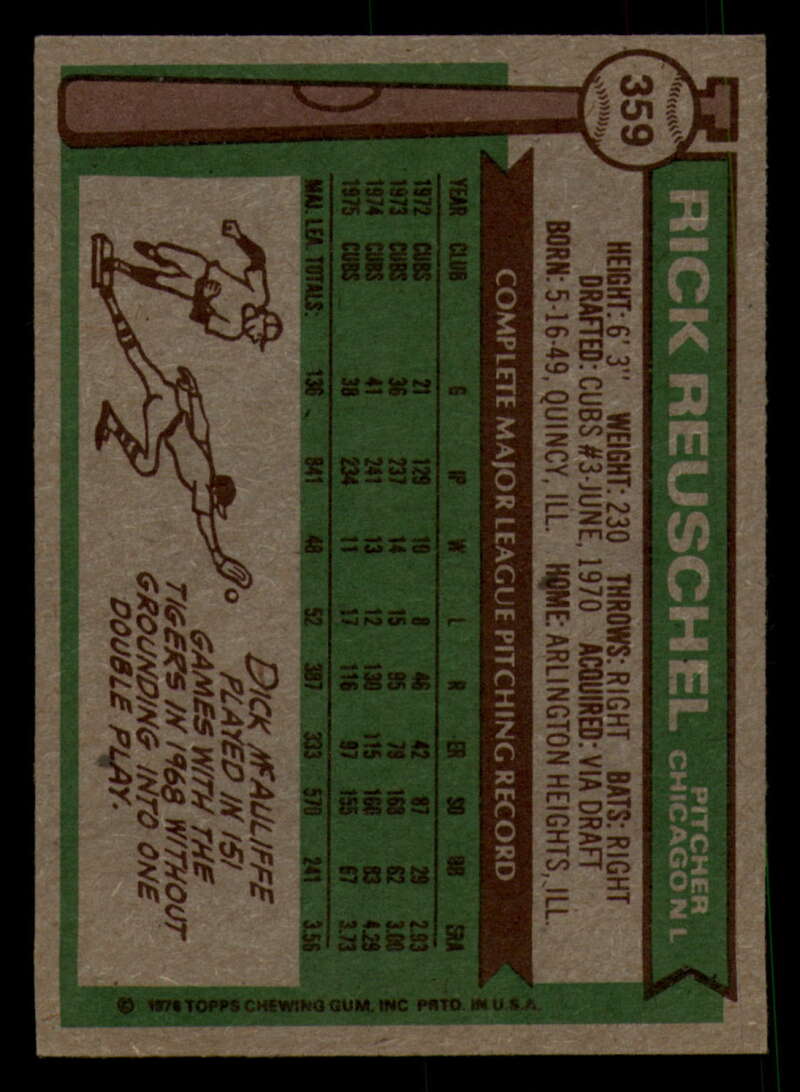 359
RICK REUSCHEL PITCHER
CHICAGO N L
HEIGHT: 6' 3" WEIGHT: 230 THROWS: RIGHT BATS: RIGHT
DRAFTED: CUBS #3-JUNE, 1970 ACQUIRED: VIA DRAFT
BORN: 5-16-49, QUINCY, ILL. HOME: ARLINGTON HEIGHTS, ILL.
COMPLETE MAJOR LEAGUE PITCHING RECORD
YEAR CLUB G IP W L R ER SO BB ERA
1972 CUBS 21 129 10 8 46 42 87 29 2.93
1973 CUBS 36 237 14 15 95 79 168 62 3.00
1974 CUBS 41 241 13 12 130 115 160 83 4.29
1975 CUBS 38 234 11 17 116 97 155 67 3.73
MAJ. LEA. TOTALS: 136 841 48 52 387 333 570 241 3.56
DICK McAULIFFE
PLAYED IN 151
GAMES WITH THE
TIGERS IN 1968 WITHOUT
GROUNDING INTO ONE
DOUBLE PLAY.
© 1976 TOPPS CHEWING GUM, INC PRTD. IN U.S.A.